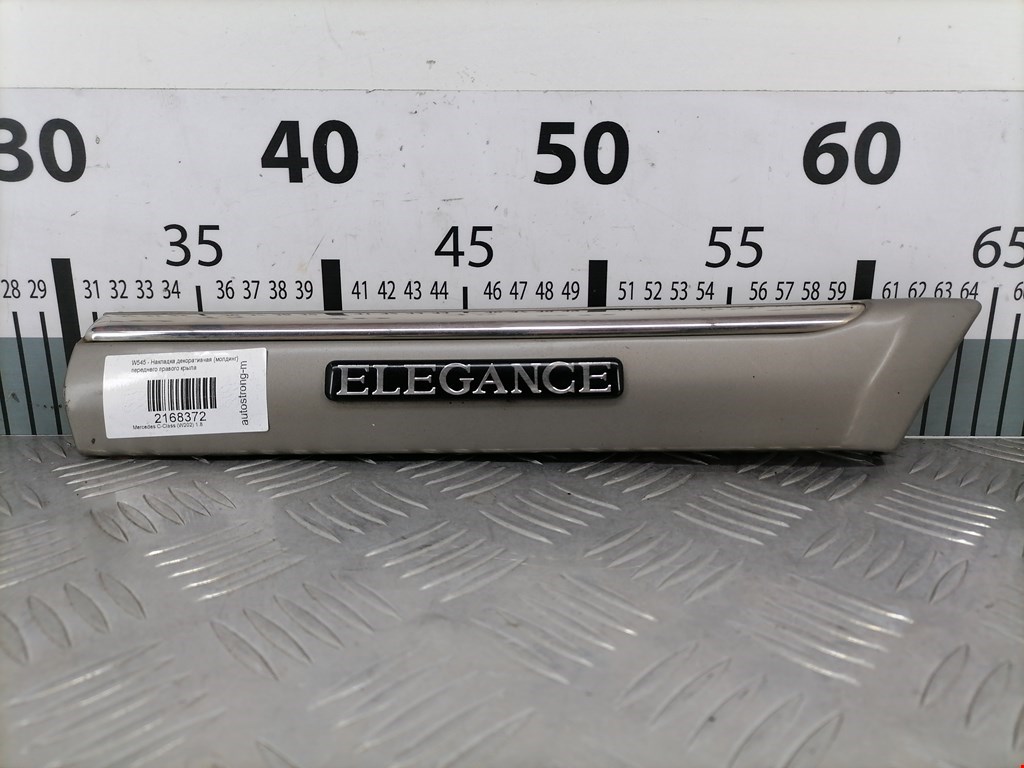 30 40 50 60
35 45 55 65
28 29 31 32 33 34 36 37 38 39 41 42 43 44 46 47 48 49 51 52 53 54 56 57 58 59 61 62 63 64
ELEGANCE
W545 - Накладка декоративная (молдинг)
переднего правого крыла
2168372
Mercedes C-Class (W202) 1.8
autostrong-m